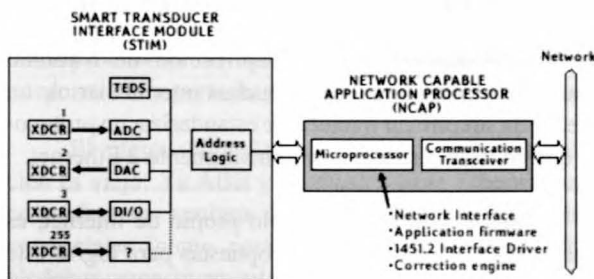 SMART TRANSDUCER
INTERFACE MODULE
(STIM)
TEDS
1
XDCR
ADC
2
XDCR
DAC
3
XDCR
DI/O
255
XDCR
?
Address
Logic
NETWORK CAPABLE
APPLICATION PROCESSOR
(NCAP)
Microprocessor
Communication
Transceiver
Network
•Network Interface
•Application firmware
•1451.2 Interface Driver
•Correction engine